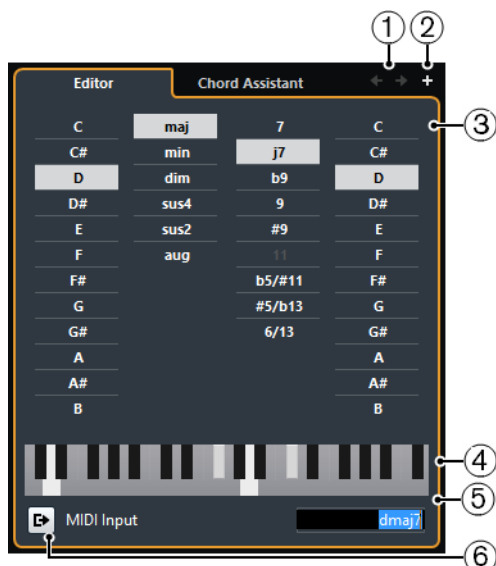 1 2
Editor Chord Assistant
C maj 7 C
3
C# min j7 C#
D dim b9 D
D# sus4 9 D#
E sus2 #9 E
F aug 11 F
F# b5/#11 F#
G #5/b13 G
G# 6/13 G#
A A
A# A#
B B
4
5
MIDI Input dmaj7
6